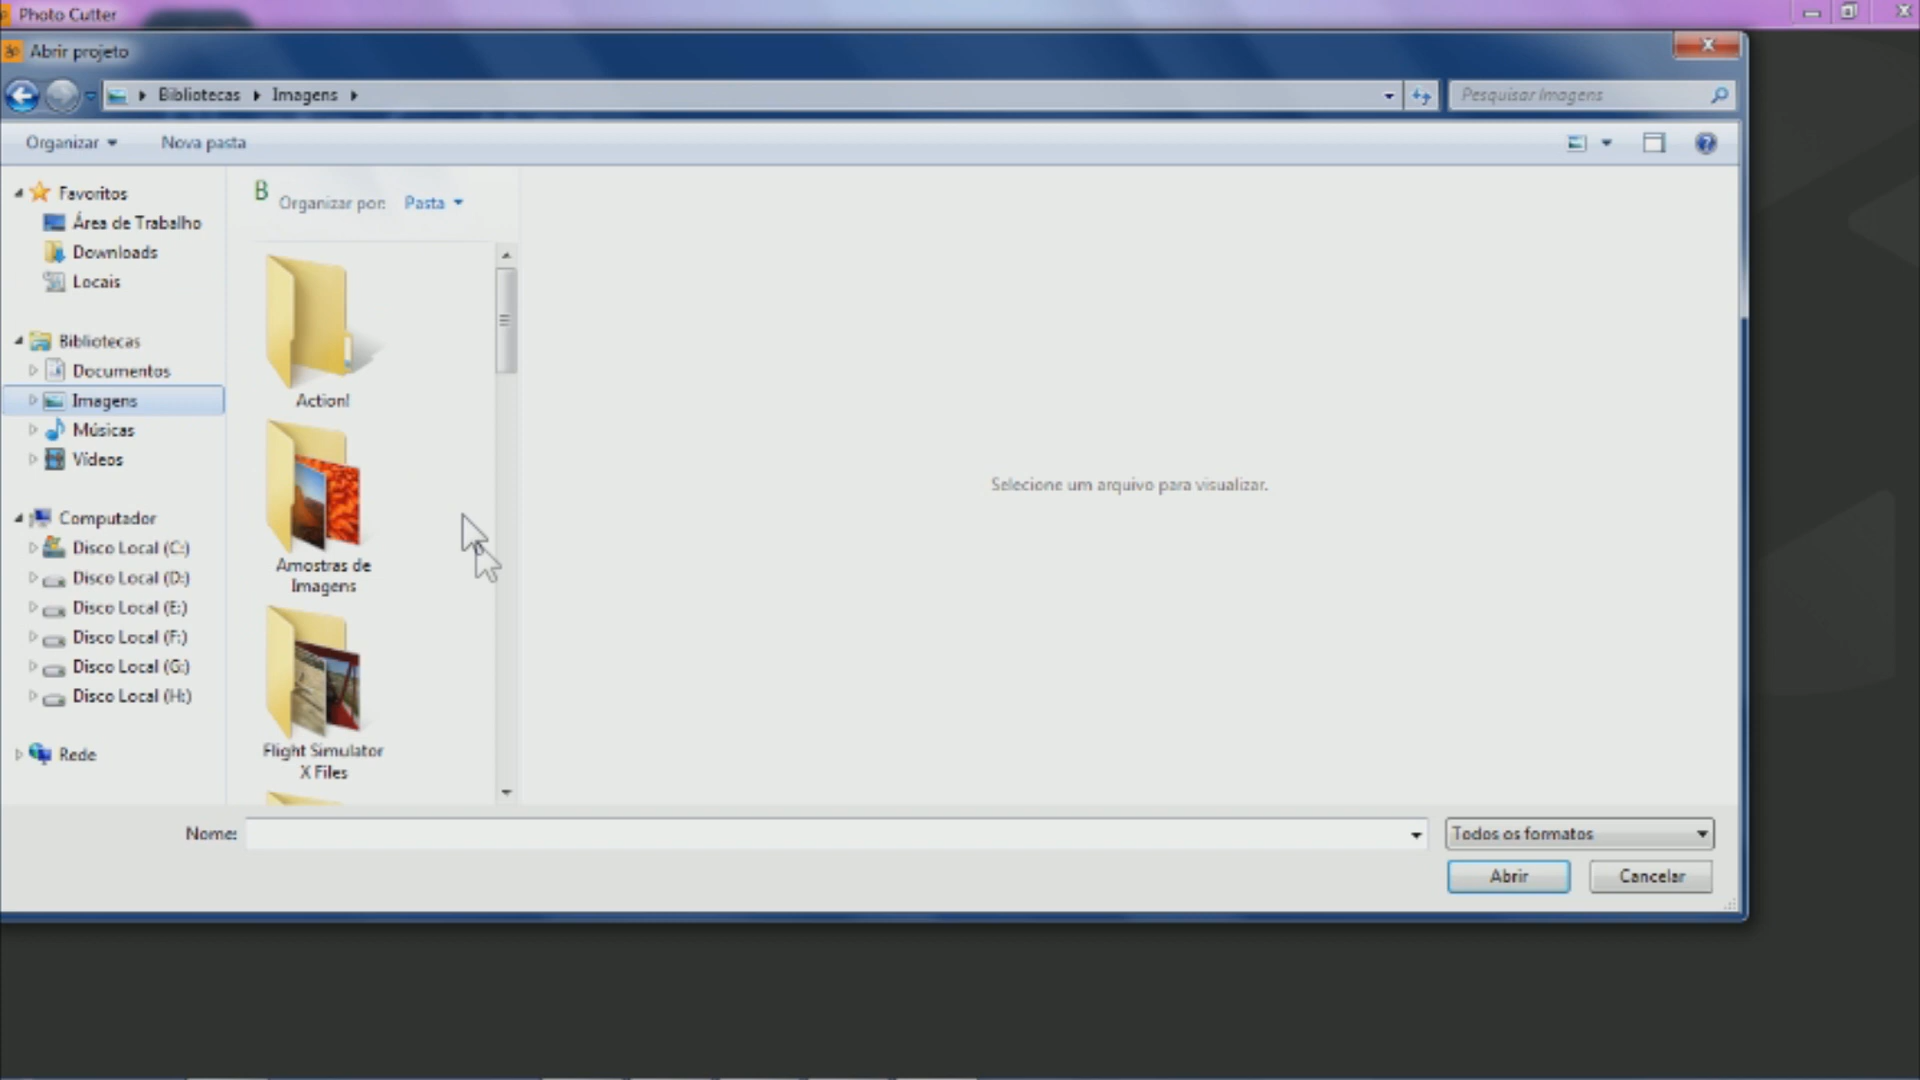 Photo Cutter
Abrir projeto
Bibliotecas
Imagens
Pesquisar Imagens
Organizar
Nova pasta
Favoritos
Área de Trabalho
Downloads
Locais
Bibliotecas
Documentos
Imagens
Músicas
Vídeos
Computador
Disco Local (C:)
Disco Local (D:)
Disco Local (E:)
Disco Local (F:)
Disco Local (G:)
Disco Local (H:)
Rede
B
Organizar por: Pasta
Action!
Amostras de
Imagens
Flight Simulator
X Files
Selecione um arquivo para visualizar.
Nome:
Todos os formatos
Abrir
Cancelar